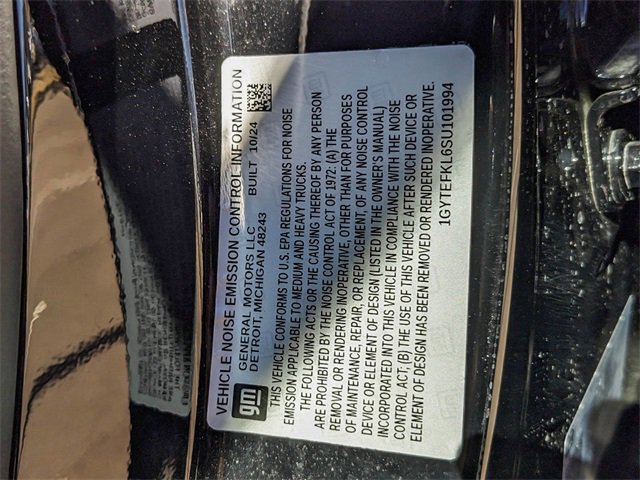 VEHICLE NOISE EMISSION CONTROL INFORMATION
gm
GENERAL MOTORS LLC
DETROIT, MICHIGAN 48243 BUILT 10/24
THIS VEHICLE CONFORMS TO U.S. EPA REGULATIONS FOR NOISE
EMISSION APPLICABLE TO MEDIUM AND HEAVY TRUCKS.
THE FOLLOWING ACTS OR THE CAUSING THEREOF BY ANY PERSON
ARE PROHIBITED BY THE NOISE CONTROL ACT OF 1972: (A) THE
REMOVAL OR RENDERING INOPERATIVE, OTHER THAN FOR PURPOSES
OF MAINTENANCE, REPAIR, OR REPLACEMENT, OF ANY NOISE CONTROL
DEVICE OR ELEMENT OF DESIGN (LISTED IN THE OWNER'S MANUAL)
INCORPORATED INTO THIS VEHICLE IN COMPLIANCE WITH THE NOISE
CONTROL ACT; (B) THE USE OF THIS VEHICLE AFTER SUCH DEVICE OR
ELEMENT OF DESIGN HAS BEEN REMOVED OR RENDERED INOPERATIVE.
1GYTEFKL6SU101994